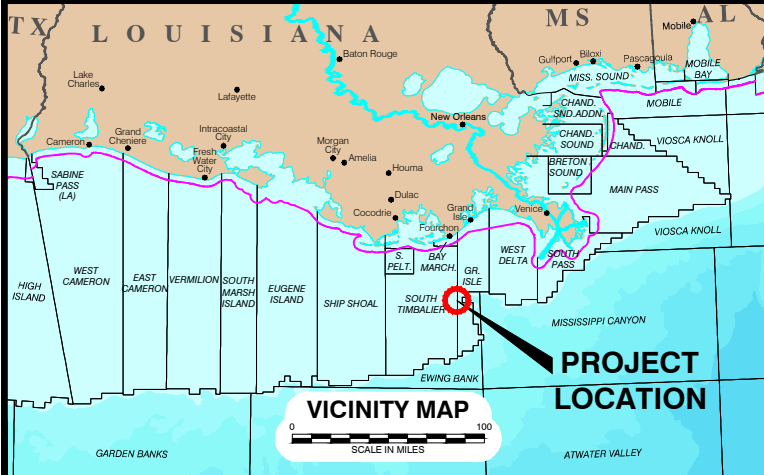 TX
LOUISIANA
MS
AL
Mobile
Baton Rouge
Gulfport
Biloxi
Pascagoula
MISS. SOUND
MOBILE
BAY
Lake
Charles
Lafayette
New Orleans
CHAND.
SND.ADDN.
MOBILE
Cameron
Grand
Cheniere
Intracoastal
City
Fresh
Water
City
Morgan
City
Amelia
Houma
CHAND.
SOUND
CHAND.
VIOSCA KNOLL
BRETON
SOUND
SABINE
PASS
(LA)
Dulac
Cocodrie
Grand
Isle
Fourchon
Venice
MAIN PASS
VIOSCA KNOLL
HIGH
ISLAND
WEST
CAMERON
EAST
CAMERON
VERMILION
SOUTH
MARSH
ISLAND
EUGENE
ISLAND
SHIP SHOAL
S.
PELT.
BAY
MARCH.
GR.
ISLE
WEST
DELTA
SOUTH
PASS
SOUTH
TIMBALIER
MISSISSIPPI CANYON
EWING BANK
PROJECT
LOCATION
VICINITY MAP
0
100
SCALE IN MILES
GARDEN BANKS
ATWATER VALLEY